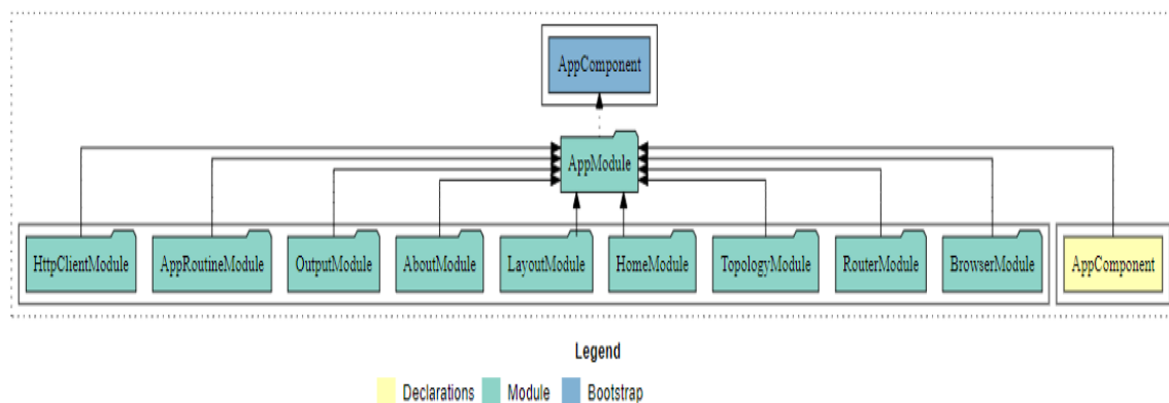 AppComponent
AppModule
HttpClientModule
AppRoutineModule
OutputModule
AboutModule
LayoutModule
HomeModule
TopologyModule
RouterModule
BrowserModule
AppComponent
Legend
Declarations
Module
Bootstrap